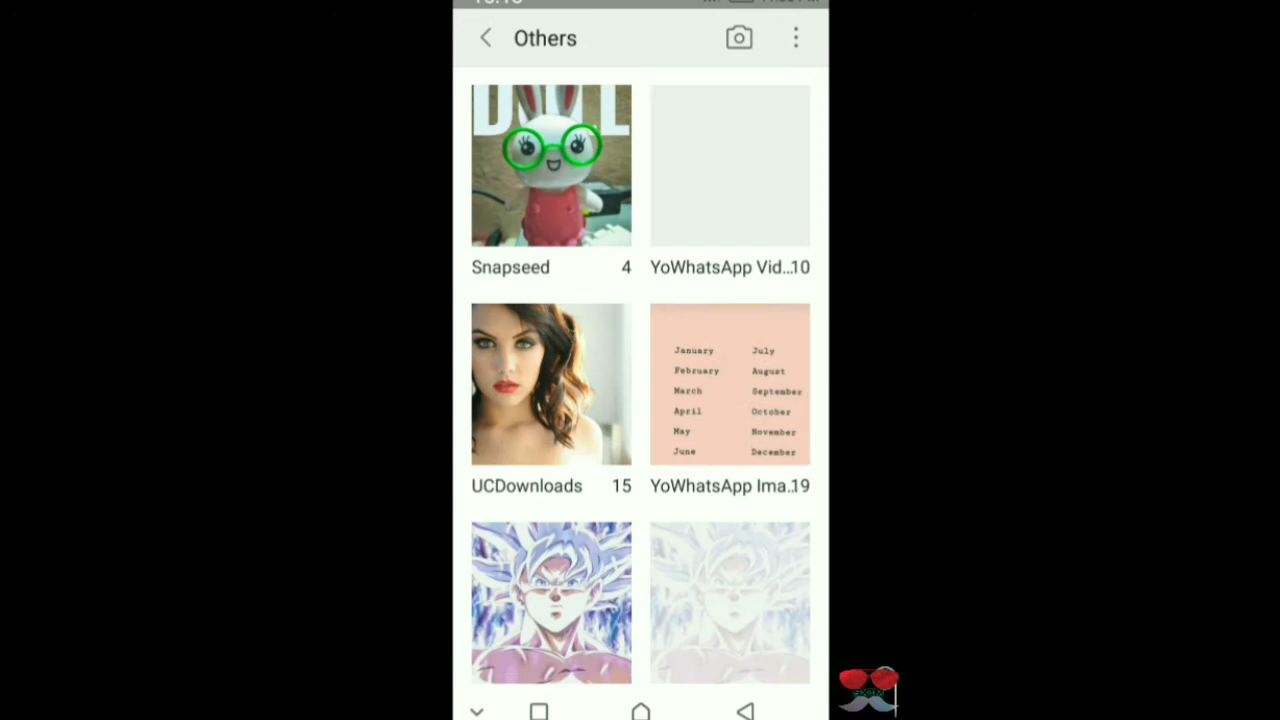 Others
Snapseed 4
YoWhatsApp Vid...10
January July
February August
March September
April October
May November
June December
UCDownloads 15
YoWhatsApp Ima..19